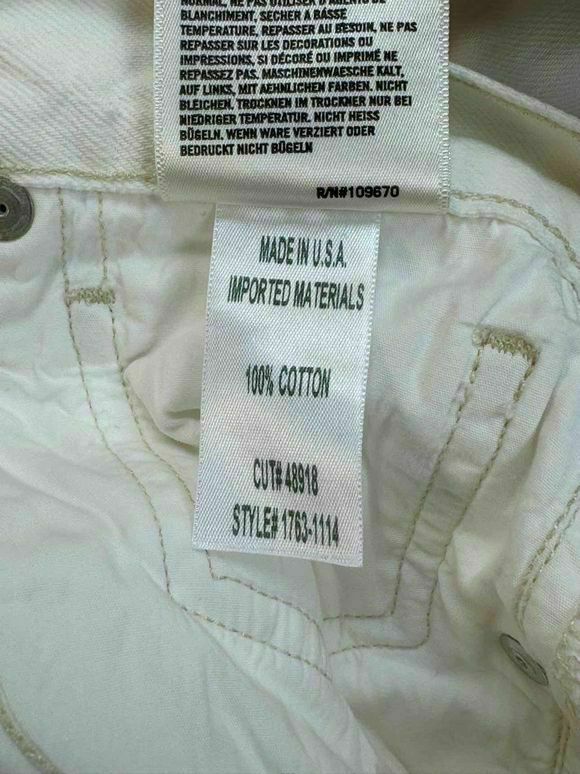 NORMAL, NE PAS UTILISER D'AGENTS DE
BLANCHIMENT, SECHER A BÀSSE
TEMPERATURE, REPASSER AU BESOIN, NE PAS
REPASSER SUR LES DECORATIONS OU
IMPRESSIONS, SI DÉCORÉ OU IMPRIMÉ NE
REPASSEZ PAS. MASCHINENWAESCHE KALT,
AUF LINKS, MIT AEHNLICHEN FARBEN. NICHT
BLEICHEN. TROCKNEN IM TROCKNER NUR BEI
NIEDRIGER TEMPERATUR. NICHT HEISS
BÜGELN. WENN WARE VERZIERT ODER
BEDRUCKT NICHT BÜGELN
R/N#109670
MADE IN U.S.A.
IMPORTED MATERIALS
100% COTTON
CUT# 48918
STYLE# 1763-1114